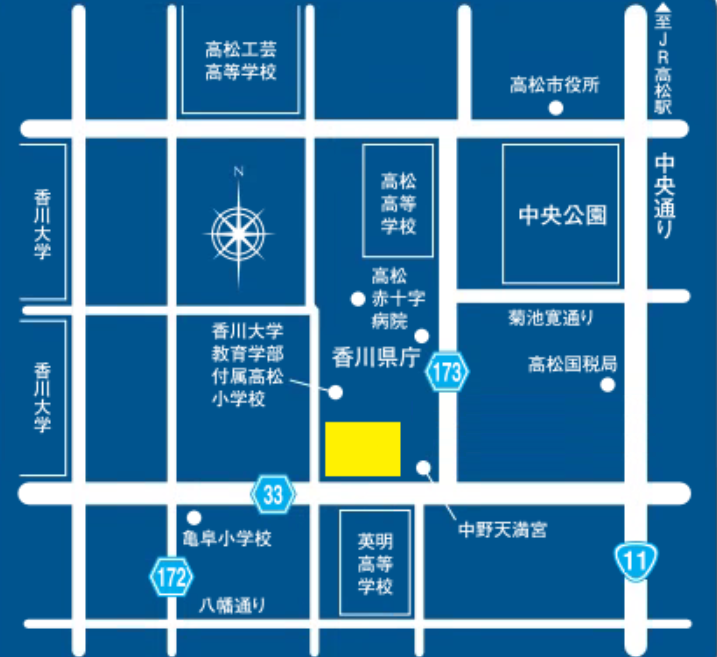 ▲至JR高松駅
高松工芸
高等学校
高松市役所
中央通り
香川大学
N
高松
高等
学校
中央公園
高松
赤十字
病院
菊池寛通り
香川大学
教育学部
付属高松
小学校
香川県庁
173
高松国税局
香川大学
33
亀阜小学校
英明
高等
学校
中野天満宮
172
11
八幡通り